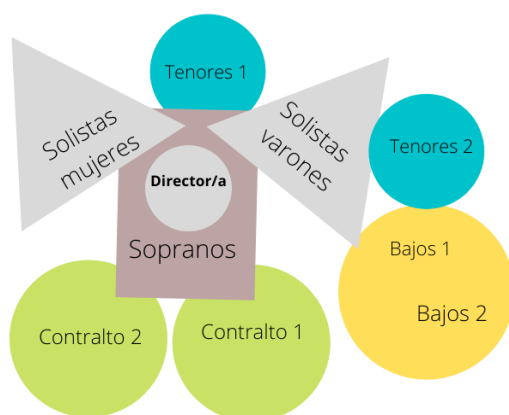 Tenores 1
Solistas
mujeres
Solistas
varones
Tenores 2
Director/a
Sopranos
Bajos 1
Bajos 2
Contralto 2
Contralto 1